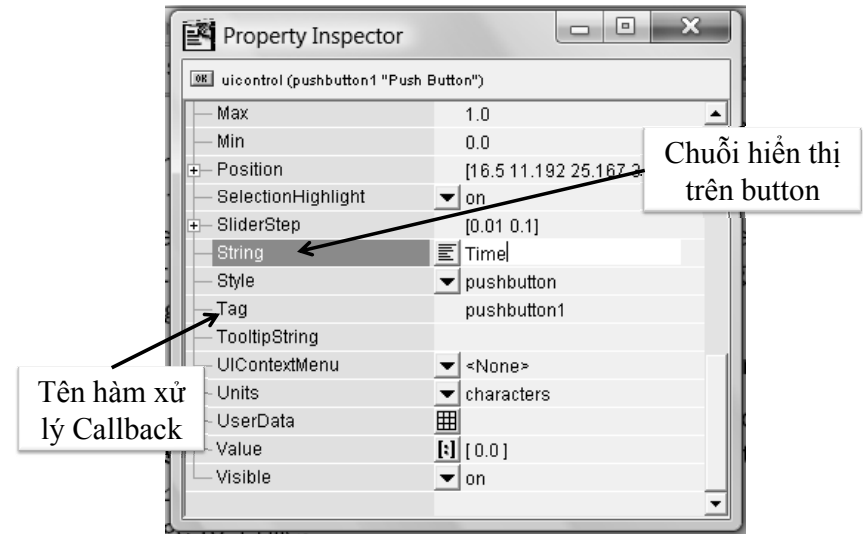 Property Inspector
uicontrol (pushbutton1 "Push Button")
Max 1.0
Min 0.0
Position [16.5 11.192 25.167
SelectionHighlight on
SliderStep [0.01 0.1]
String Time
Style pushbutton
Tag pushbutton1
TooltipString
UIContextMenu <None>
Units characters
UserData
Value [ 0.0 ]
Visible on
Chuỗi hiển thị
trên button
Tên hàm xử
lý Callback